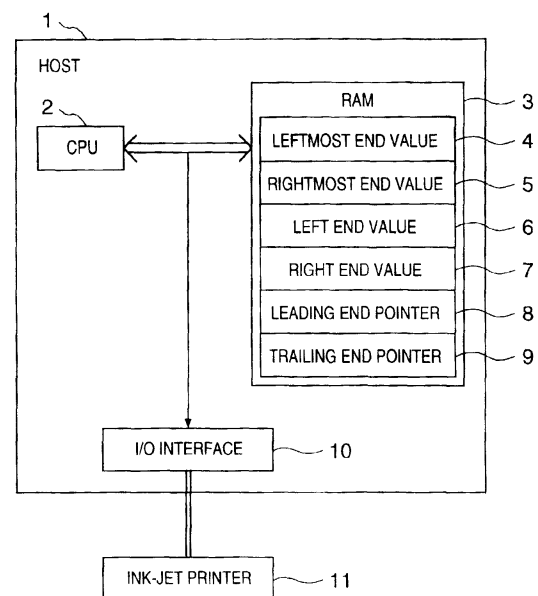 1
HOST
2
CPU
RAM
3
LEFTMOST END VALUE
4
RIGHTMOST END VALUE
5
LEFT END VALUE
6
RIGHT END VALUE
7
LEADING END POINTER
8
TRAILING END POINTER
9
I/O INTERFACE
10
INK-JET PRINTER
11